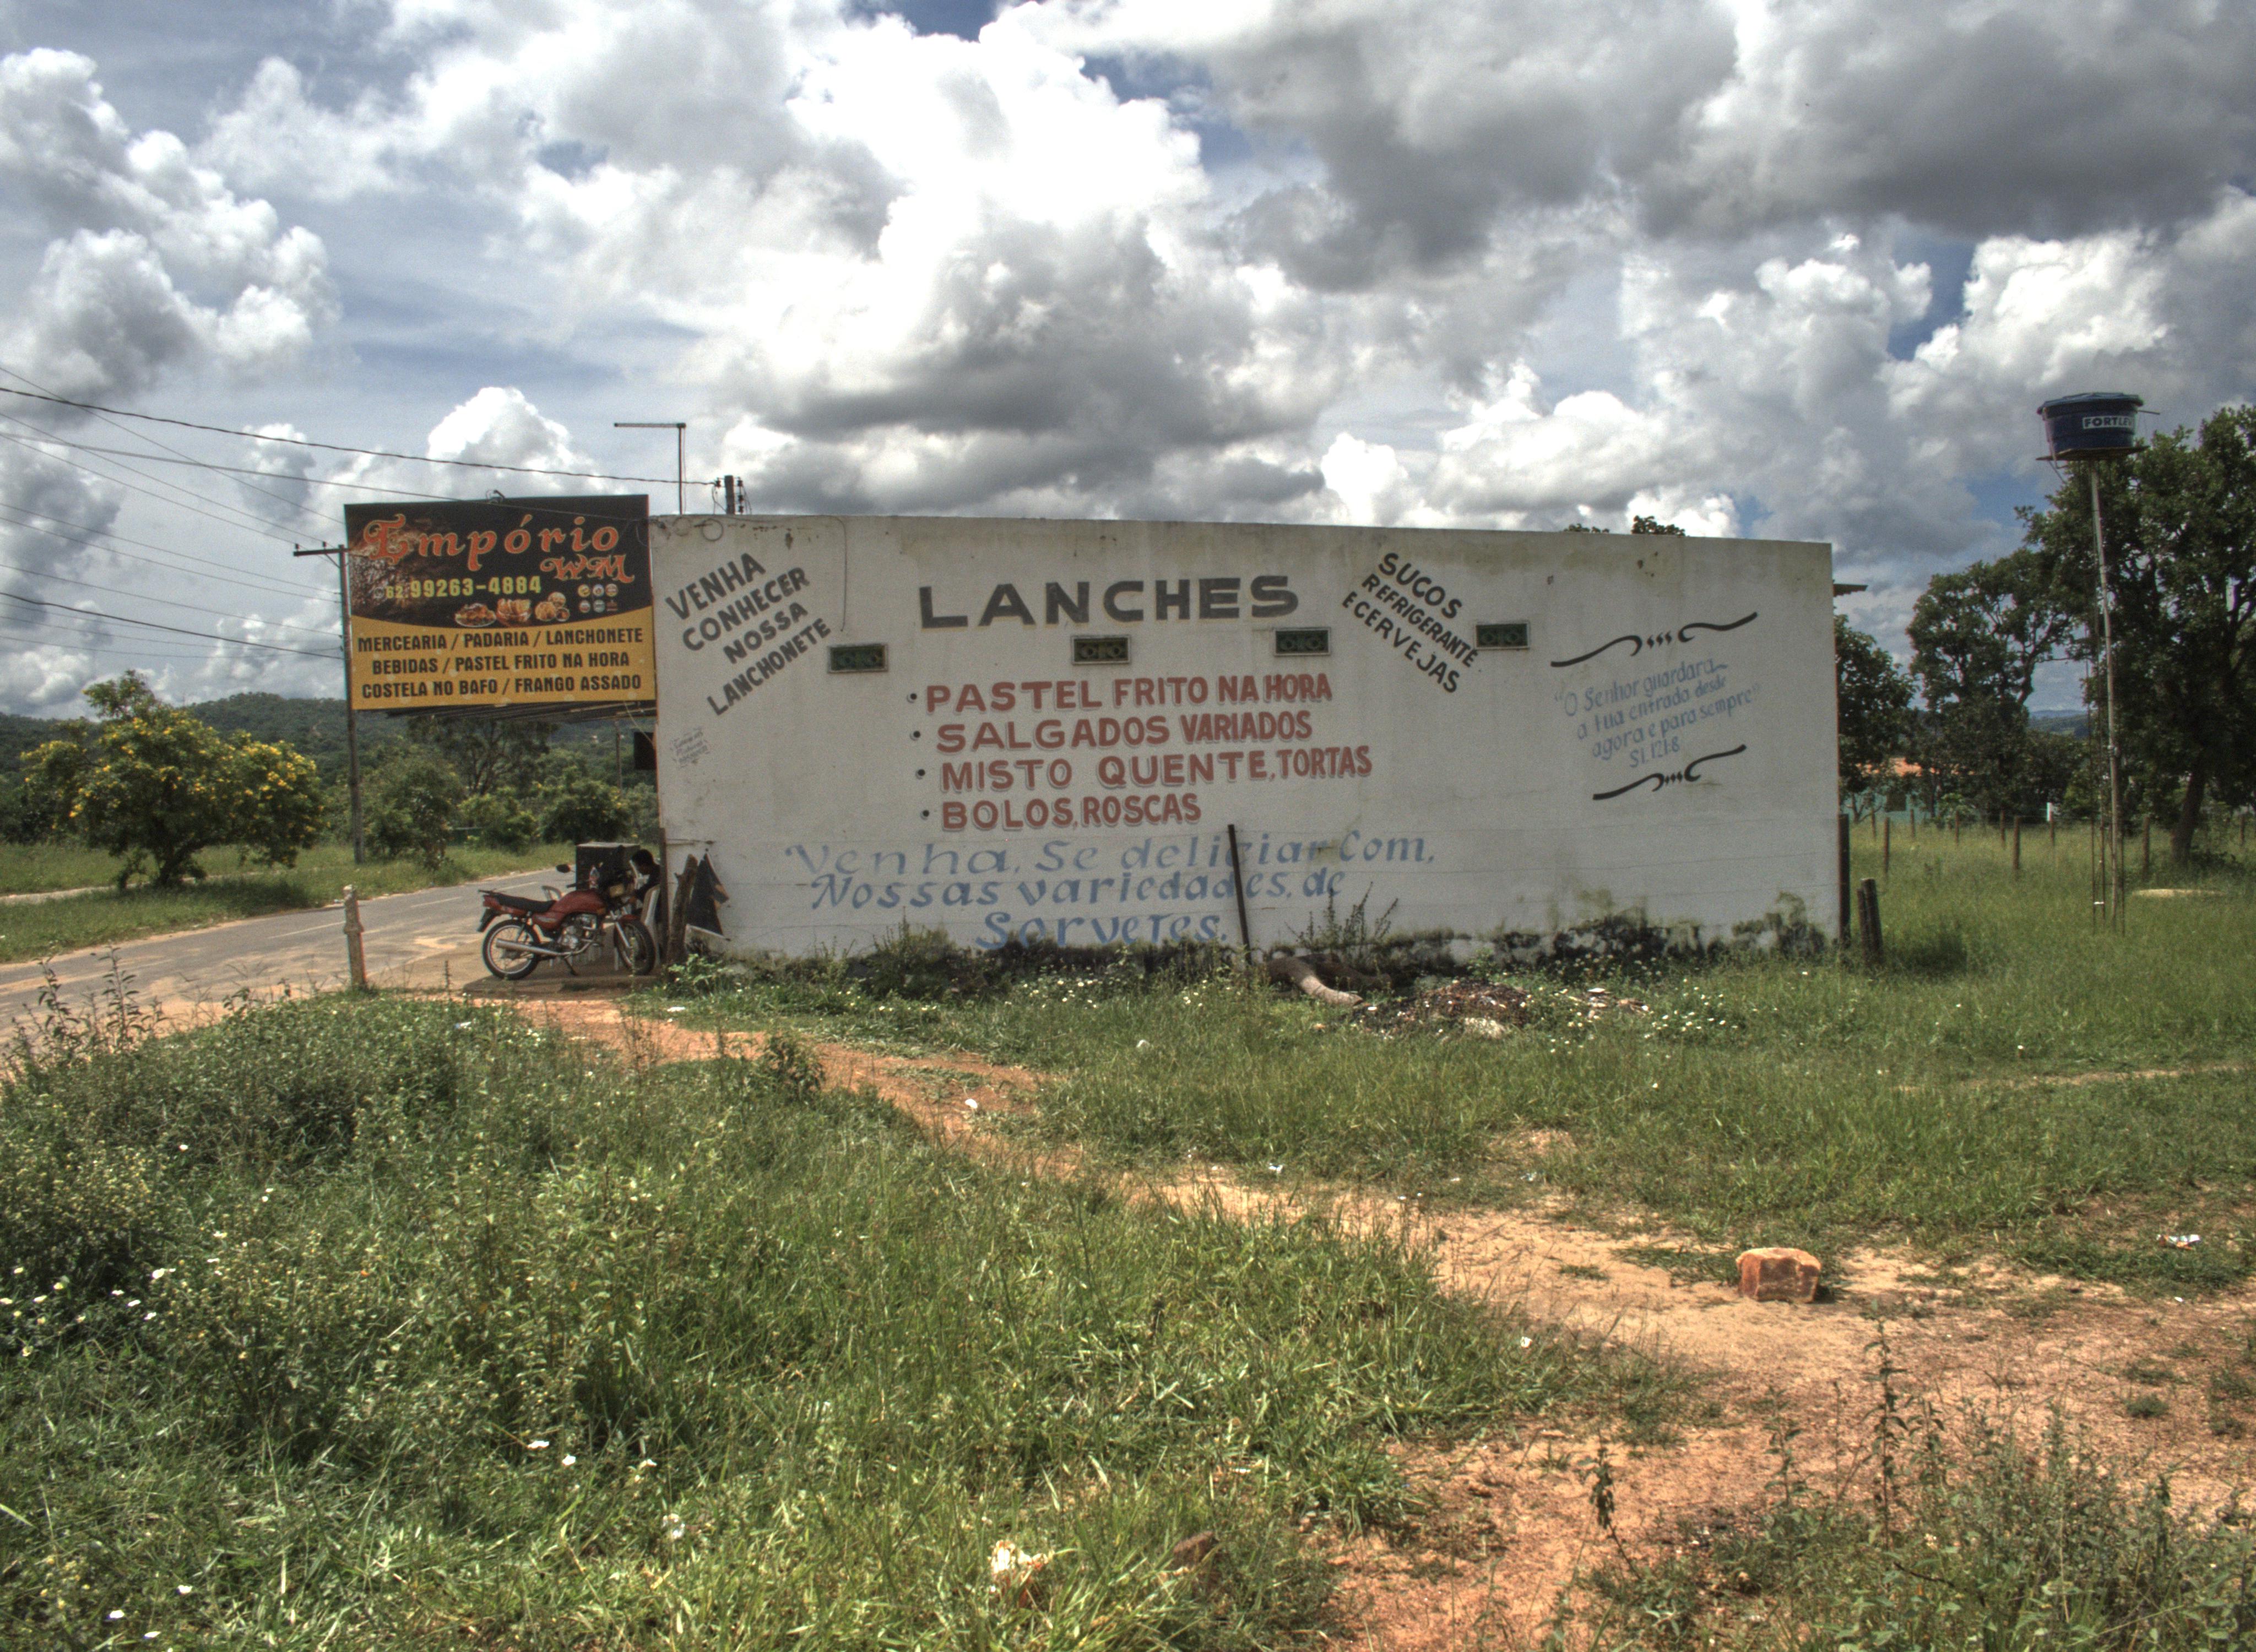 Empório
WM
62 99263-4884
MERCEARIA / PADARIA / LANCHONETE
BEBIDAS / PASTEL FRITO NA HORA
COSTELA NO BAFO / FRANGO ASSADO
VENHA
CONHECER
NOSSA
LANCHONETE
LANCHES
SUCOS
REFRIGERANTE
E CERVEJAS
• PASTEL FRITO NA HORA
• SALGADOS VARIADOS
• MISTO QUENTE, TORTAS
• BOLOS, ROSCAS
Venha, Se deliciar Com,
Nossas variedades, de
Sorvetes.
"O Senhor guardara
a tua entrada desde
agora e para sempre"
Sl.121:8
FORTLEV